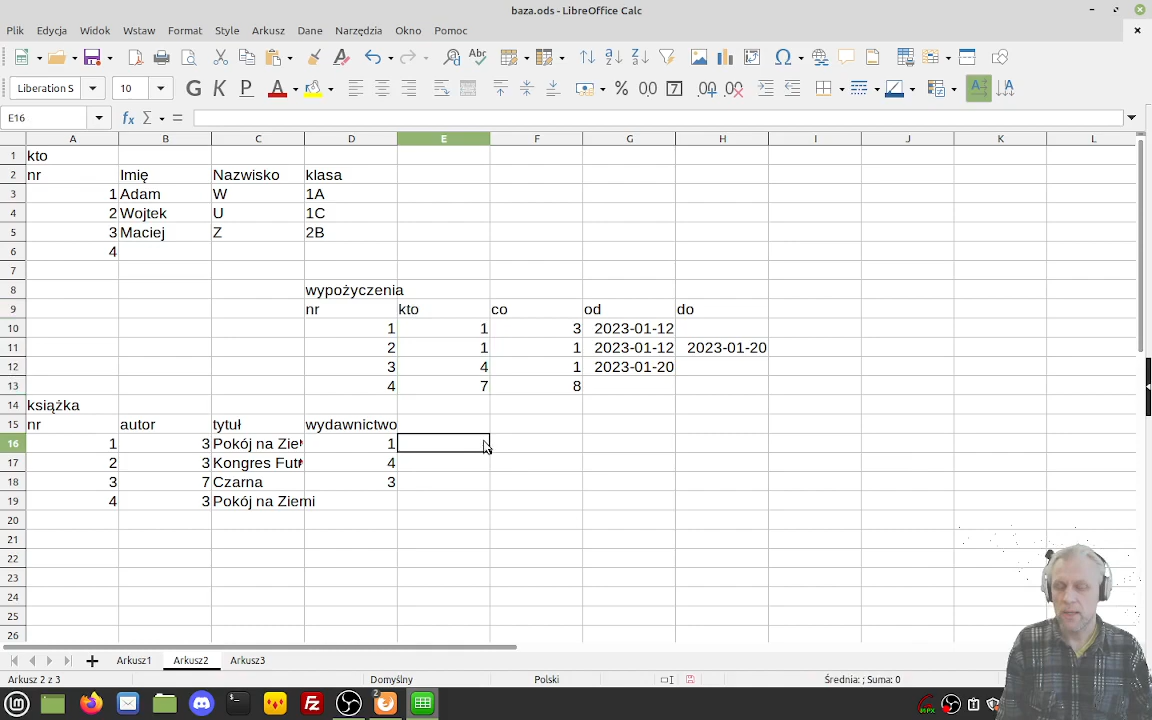 baza.ods - LibreOffice Calc
Plik Edycja Widok Wstaw Format Style Arkusz Dane Narzędzia Okno Pomoc
Liberation S 10 G K P
E16
A B C D E F G H I J K L
1 kto
2 nr Imię Nazwisko klasa
3 1 Adam W 1A
4 2 Wojtek U 1C
5 3 Maciej Z 2B
6 4
7
8 wypożyczenia
9 nr kto co od do
10 1 1 3 2023-01-12
11 2 1 1 2023-01-12 2023-01-20
12 3 4 1 2023-01-20
13 4 7 8
14 książka
15 nr autor tytuł wydawnictwo
16 1 3 Pokój na Zie 1
17 2 3 Kongres Fut 4
18 3 7 Czarna 3
19 4 3 Pokój na Ziemi
20
21
22
23
24
25
26
Arkusz1 Arkusz2 Arkusz3
Arkusz 2 z 3 Domyślny Polski Średnia: ; Suma: 0